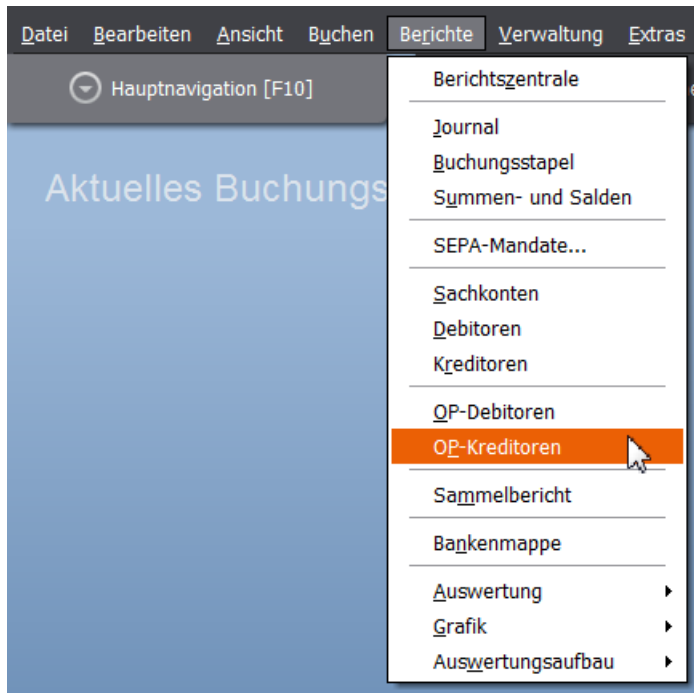 Datei Bearbeiten Ansicht Buchen Berichte Verwaltung Extras
Hauptnavigation [F10]
Aktuelles Buchungs
Berichtszentrale
Journal
Buchungsstapel
Summen- und Salden
SEPA-Mandate...
Sachkonten
Debitoren
Kreditoren
OP-Debitoren
OP-Kreditoren
Sammelbericht
Bankenmappe
Auswertung
Grafik
Auswertungsaufbau